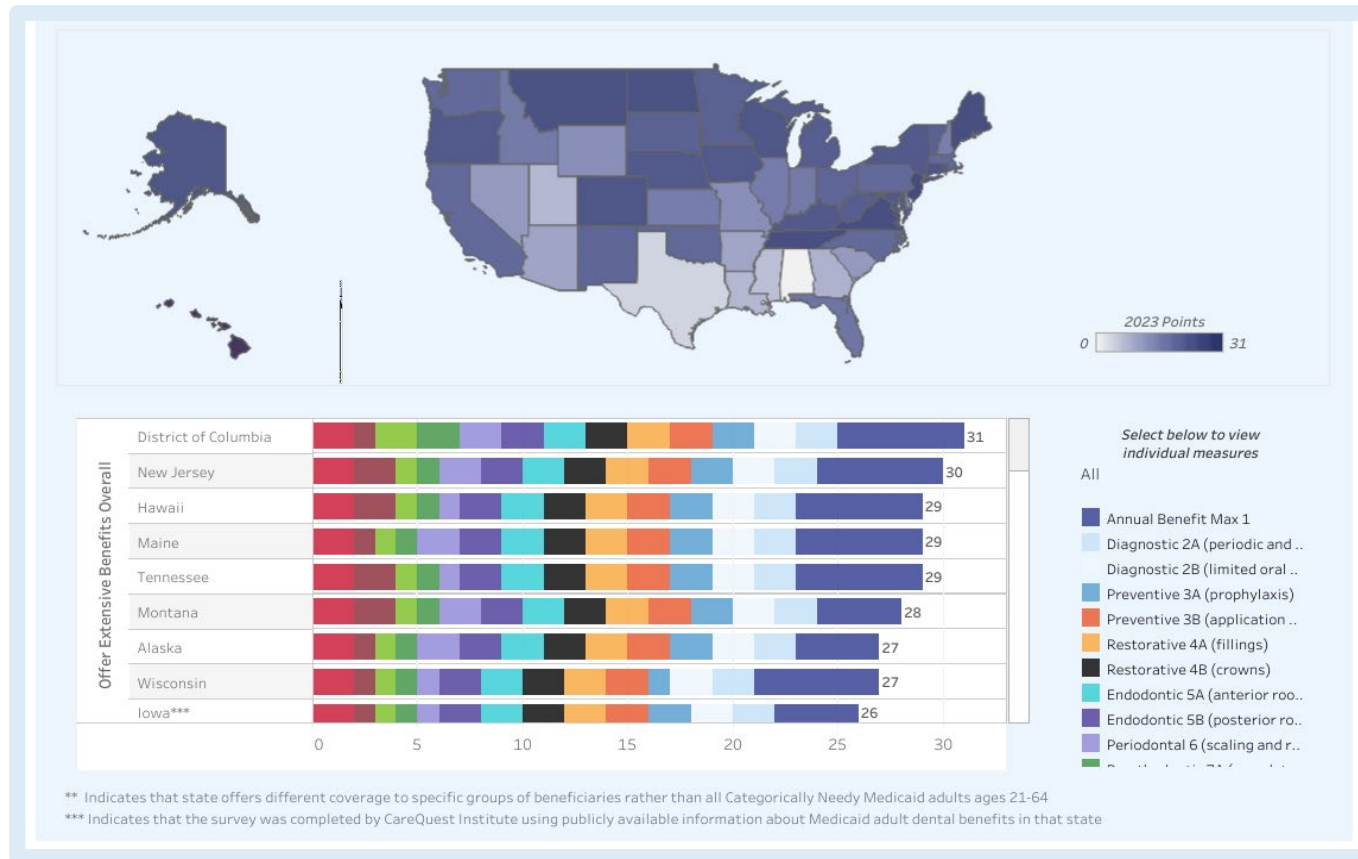 2023 Points
0 31
Offer Extensive Benefits Overall
District of Columbia 31
New Jersey 30
Hawaii 29
Maine 29
Tennessee 29
Montana 28
Alaska 27
Wisconsin 27
Iowa*** 26
0 5 10 15 20 25 30
Select below to view
individual measures
All
Annual Benefit Max 1
Diagnostic 2A (periodic and ..
Diagnostic 2B (limited oral ..
Preventive 3A (prophylaxis)
Preventive 3B (application ..
Restorative 4A (fillings)
Restorative 4B (crowns)
Endodontic 5A (anterior roo..
Endodontic 5B (posterior ro..
Periodontal 6 (scaling and r..
** Indicates that state offers different coverage to specific groups of beneficiaries rather than all Categorically Needy Medicaid adults ages 21-64
*** Indicates that the survey was completed by CareQuest Institute using publicly available information about Medicaid adult dental benefits in that state